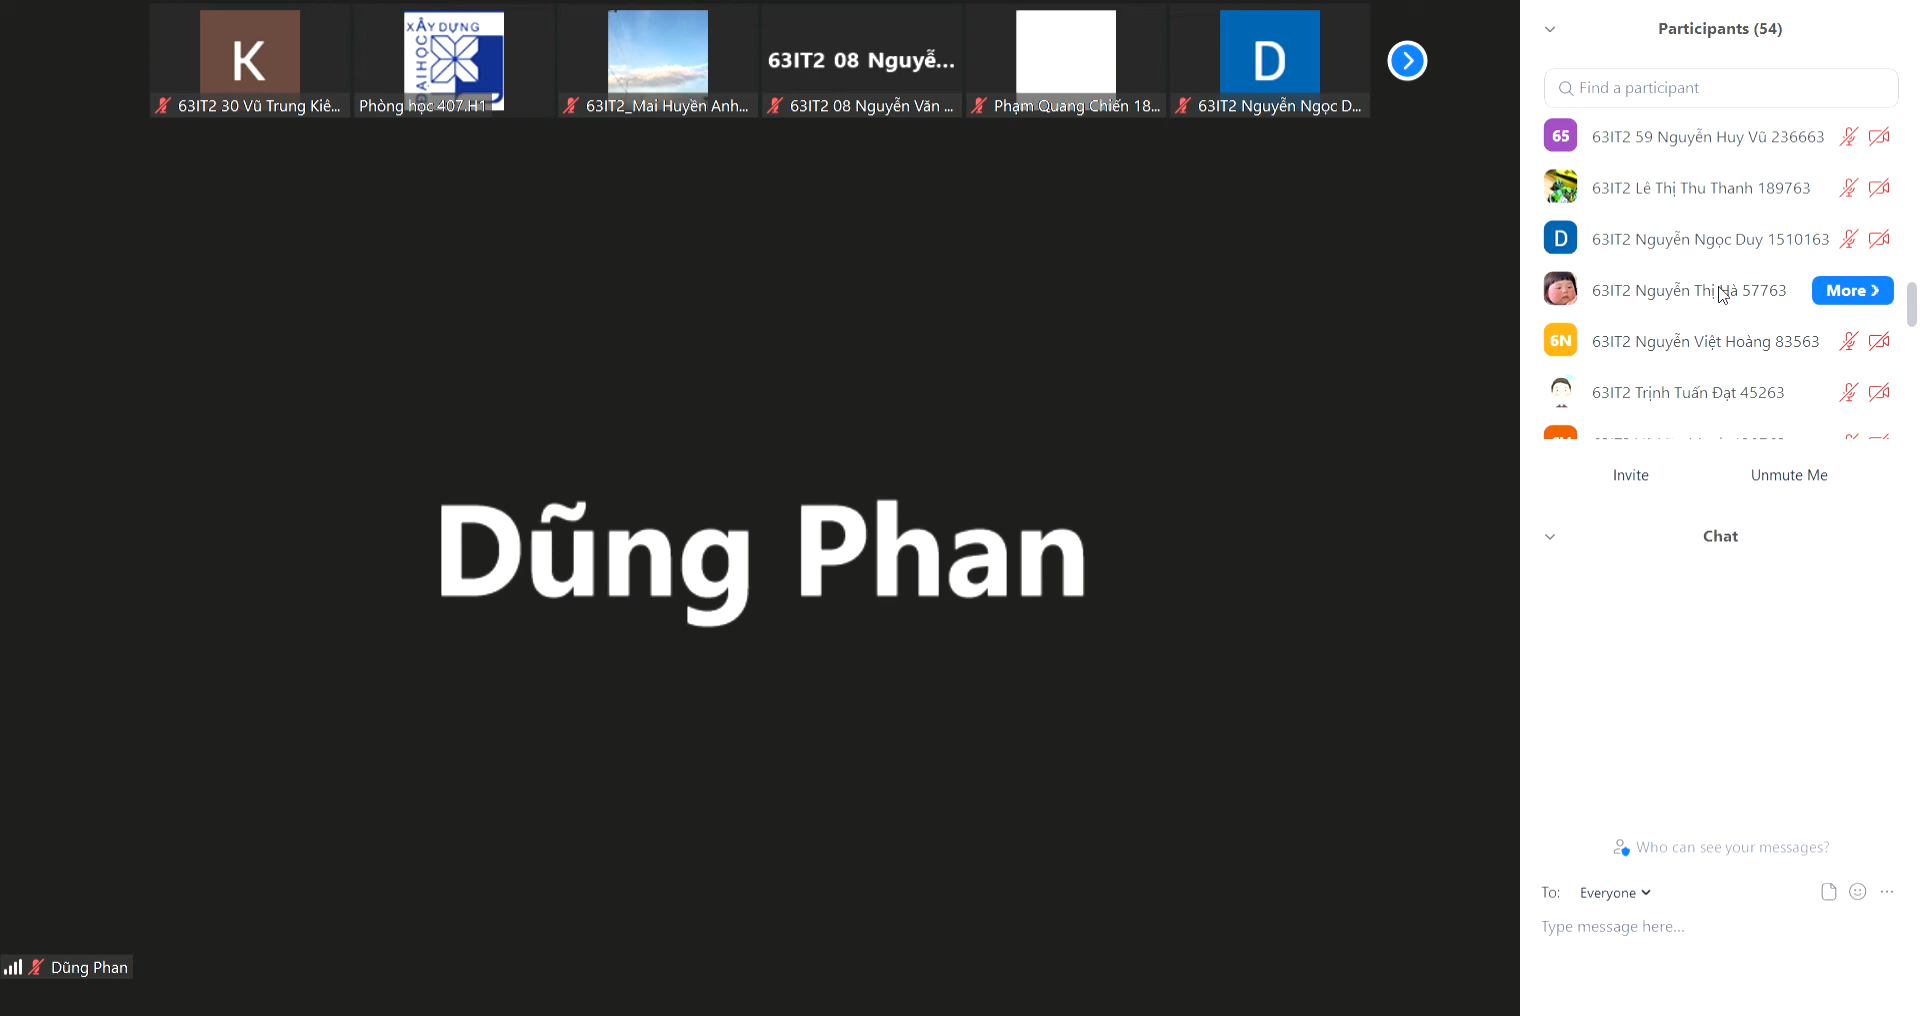 K
XÂY DỰNG
ĐẠI HỌC
63IT2 08 Nguyễ...
D
63IT2 30 Vũ Trung Kiê...
Phòng học 407.H1
63IT2_Mai Huyền Anh...
63IT2 08 Nguyễn Văn ...
Phạm Quang Chiến 18...
63IT2 Nguyễn Ngọc D...
Dũng Phan
Dũng Phan
Participants (54)
Find a participant
65
63IT2 59 Nguyễn Huy Vũ 236663
63IT2 Lê Thị Thu Thanh 189763
D
63IT2 Nguyễn Ngọc Duy 1510163
63IT2 Nguyễn Thị Hà 57763
More
6N
63IT2 Nguyễn Việt Hoàng 83563
63IT2 Trịnh Tuấn Đạt 45263
Invite
Unmute Me
Chat
Who can see your messages?
To:
Everyone
Type message here...